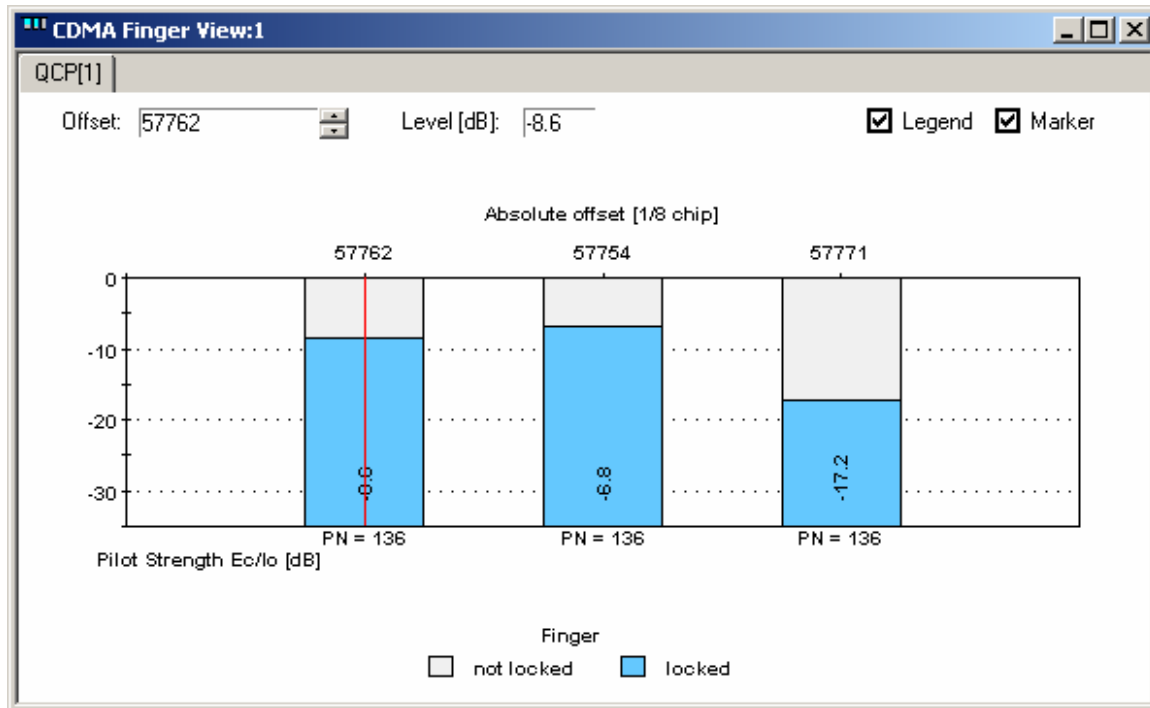 CDMA Finger View:1
QCP[1]
Offset: 57762 Level [dB]: -8.6 Legend Marker
Absolute offset [1/8 chip]
57762 57754 57771
0
-10
-20
-30
-8.6 -6.8 -17.2
PN = 136 PN = 136 PN = 136
Pilot Strength Ec/Io [dB]
Finger
not locked locked